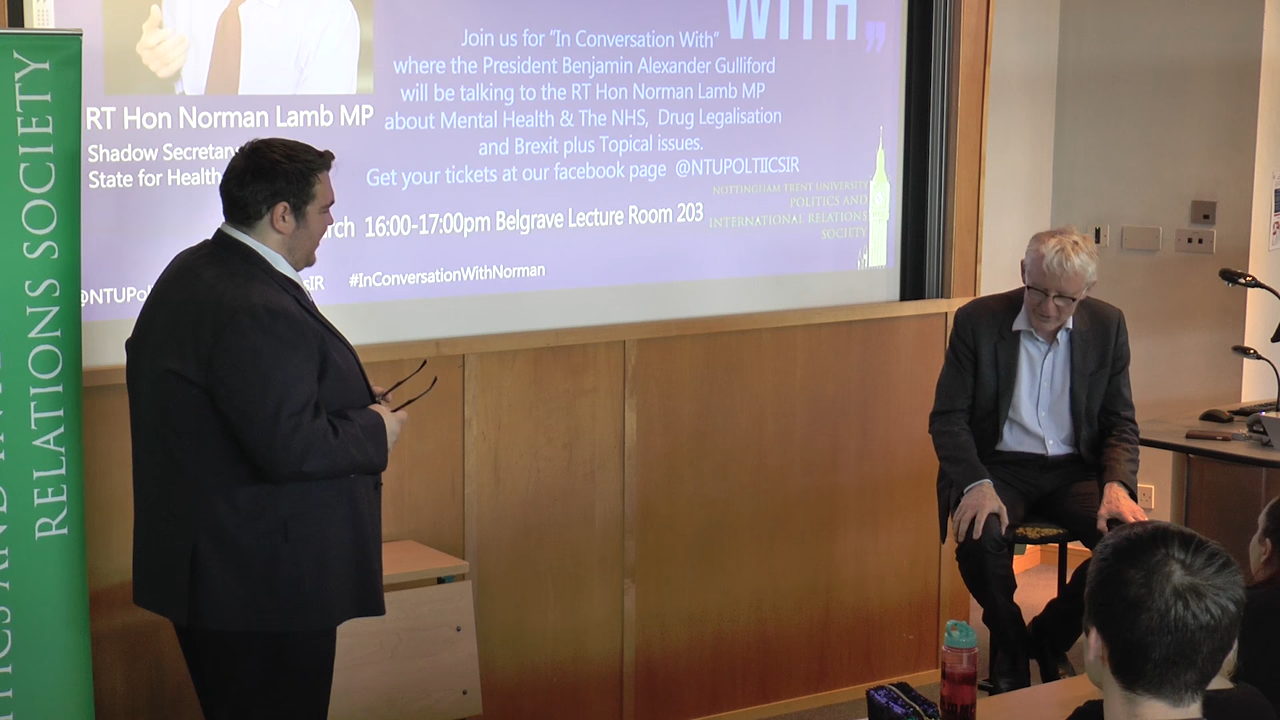 RELATIONS SOCIETY
WITH"
Join us for "In Conversation With"
where the President Benjamin Alexander Gulliford
will be talking to the RT Hon Norman Lamb MP
about Mental Health & The NHS, Drug Legalisation
and Brexit plus Topical issues.
Get your tickets at our facebook page @NTUPOLTIICSIR
RT Hon Norman Lamb MP
Shadow Secretary
State for Health
16:00-17:00pm Belgrave Lecture Room 203
NOTTINGHAM TRENT UNIVERSITY
POLITICS AND
INTERNATIONAL RELATIONS
SOCIETY
#InConversationWithNorman